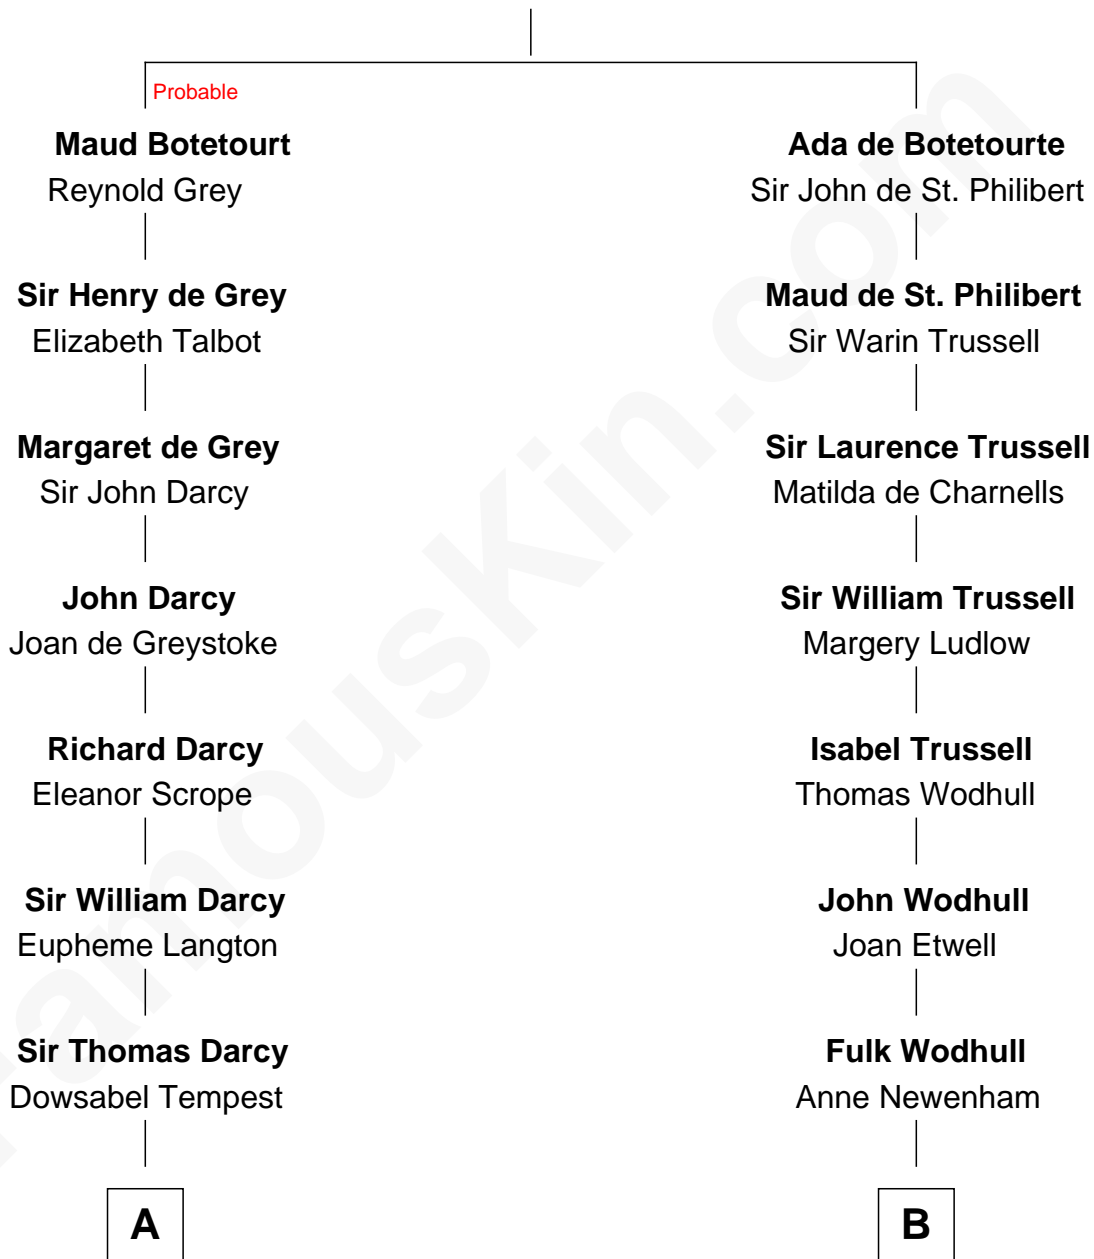 Probable
Maud Botetourt
Reynold Grey
Sir Henry de Grey
Elizabeth Talbot
Margaret de Grey
Sir John Darcy
John Darcy
Joan de Greystoke
Richard Darcy
Eleanor Scrope
Sir William Darcy
Eupheme Langton
Sir Thomas Darcy
Dowsabel Tempest
A
Ada de Botetourte
Sir John de St. Philibert
Maud de St. Philibert
Sir Warin Trussell
Sir Laurence Trussell
Matilda de Charnells
Sir William Trussell
Margery Ludlow
Isabel Trussell
Thomas Wodhull
John Wodhull
Joan Etwell
Fulk Wodhull
Anne Newenham
B
FamousKin.com